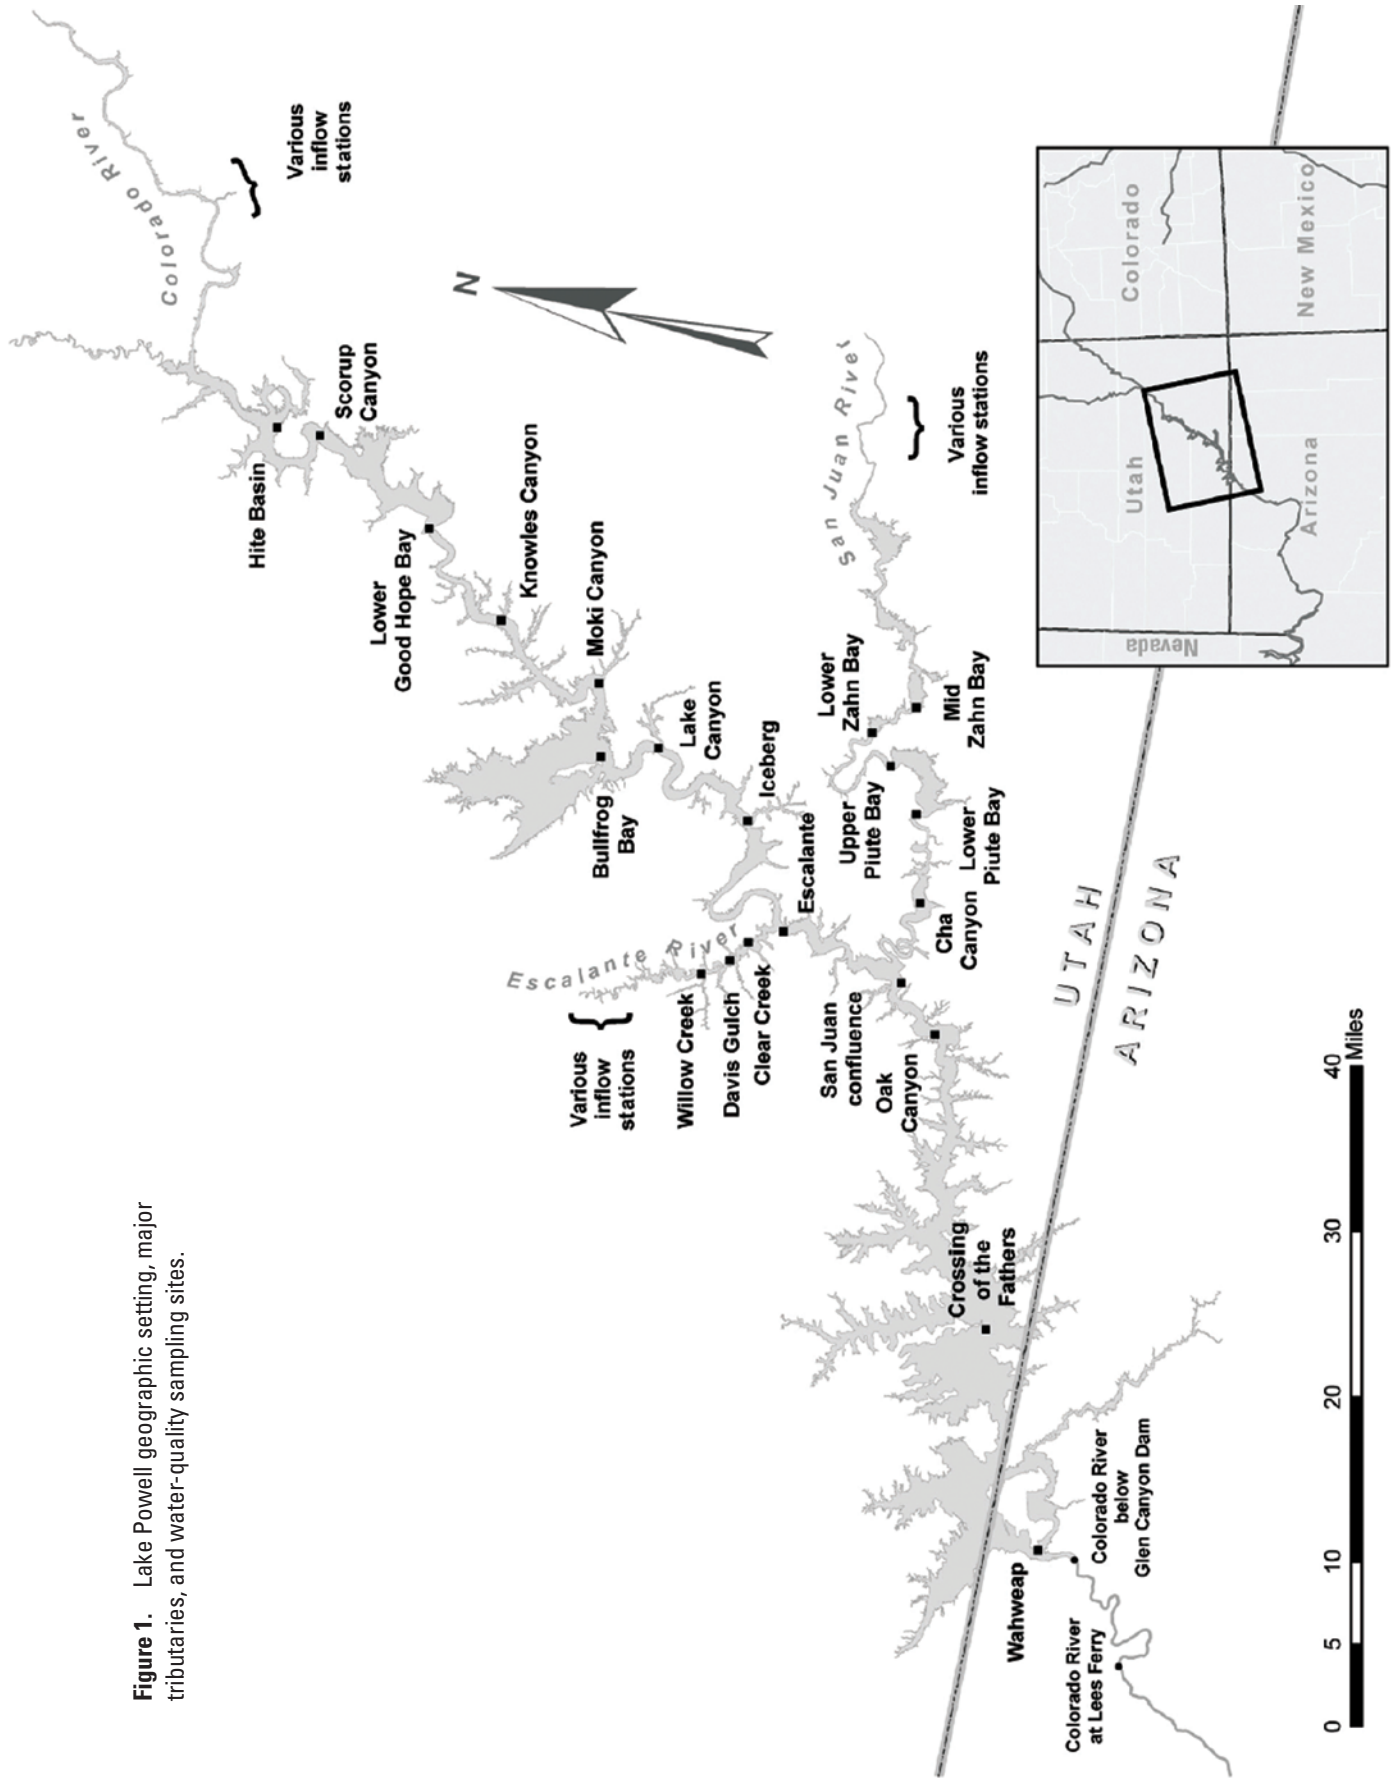 Figure 1. Lake Powell geographic setting, major
tributaries, and water-quality sampling sites.
Colorado River
Various
inflow
stations
N
Hite Basin
Scorup
Canyon
Lower
Good Hope Bay
Knowles Canyon
Moki Canyon
Bullfrog
Bay
Lake
Canyon
Iceberg
Escalante
Escalante River
Various
inflow
stations
Willow Creek
Davis Gulch
Clear Creek
San Juan River
Various
inflow stations
Lower
Zahn Bay
Mid
Zahn Bay
Upper
Piute Bay
Lower
Piute Bay
Cha
Canyon
San Juan
confluence
Oak
Canyon
Crossing
of the
Fathers
Wahweap
Colorado River
below
Glen Canyon Dam
Colorado River
at Lees Ferry
UTAH
ARIZONA
0 5 10 20 30 40
Miles
Nevada
Utah
Colorado
Arizona
New Mexico